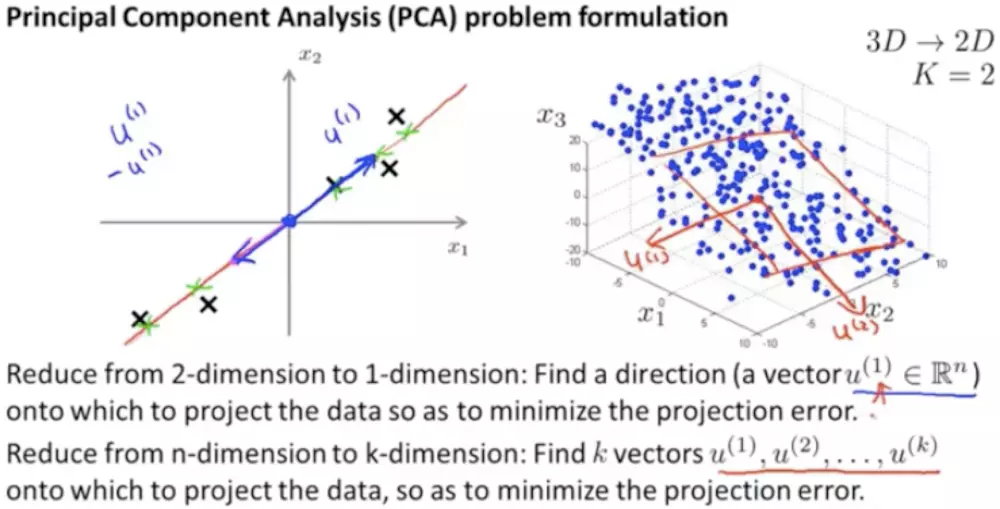 Principal Component Analysis (PCA) problem formulation
3D → 2D
K = 2
x₂
u⁽¹⁾
-u⁽¹⁾
u⁽¹⁾
x₁
x₃
20
10
0
-10
-20
-10
-5
0
5
10
-10
-5
5
10
x₁
x₂
u⁽¹⁾
u⁽²⁾
Reduce from 2-dimension to 1-dimension: Find a direction (a vector u⁽¹⁾ ∈ ℝⁿ)
onto which to project the data so as to minimize the projection error.
Reduce from n-dimension to k-dimension: Find k vectors u⁽¹⁾, u⁽²⁾, . . . , u⁽ᵏ⁾
onto which to project the data, so as to minimize the projection error.